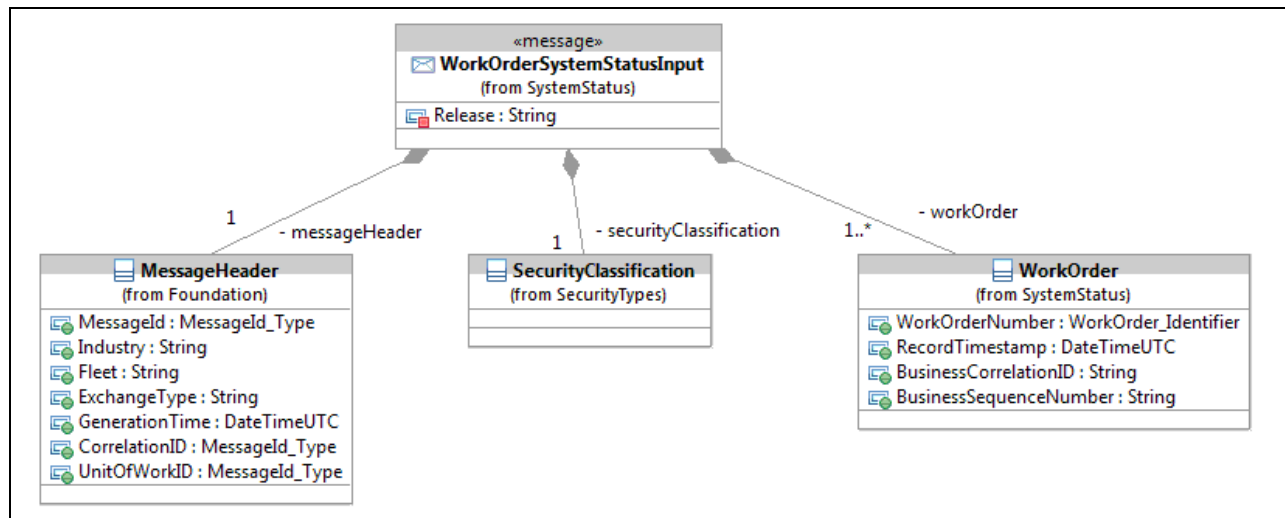 «message»
WorkOrderSystemStatusInput
(from SystemStatus)
Release : String
1
- messageHeader
1
- securityClassification
1..*
- workOrder
MessageHeader
(from Foundation)
MessageId : MessageId_Type
Industry : String
Fleet : String
ExchangeType : String
GenerationTime : DateTimeUTC
CorrelationID : MessageId_Type
UnitOfWorkID : MessageId_Type
SecurityClassification
(from SecurityTypes)
WorkOrder
(from SystemStatus)
WorkOrderNumber : WorkOrder_Identifier
RecordTimestamp : DateTimeUTC
BusinessCorrelationID : String
BusinessSequenceNumber : String